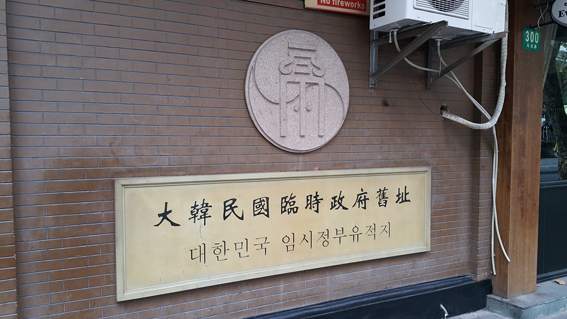 No fireworks
300
大韓民國臨時政府舊址
대한민국 임시정부유적지